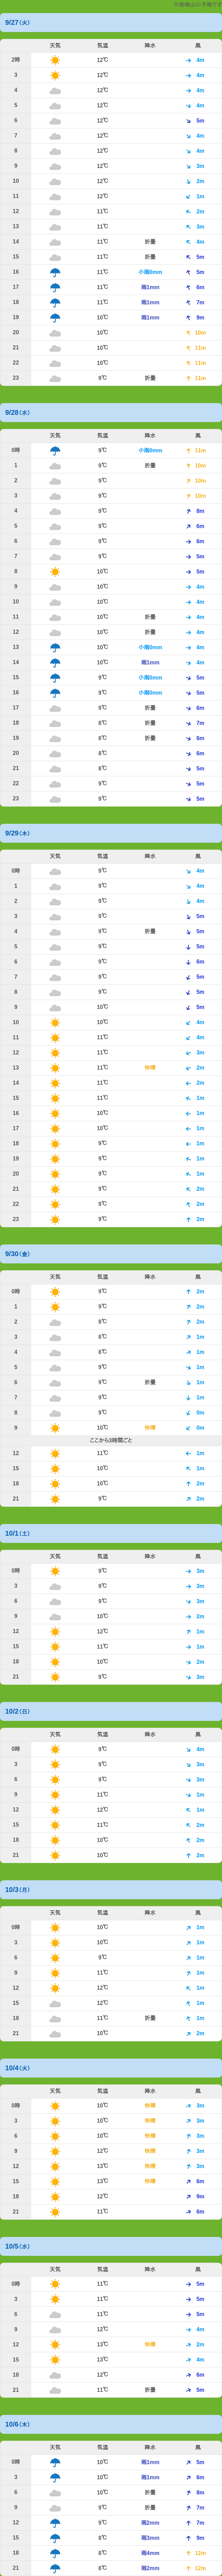 の予報です
9/27(火)
天気 気温 降水 風
2時 12℃ 4m
3 12℃ 4m
4 12℃ 4m
5 12℃ 4m
6 12℃ 5m
7 12℃ 4m
8 12℃ 4m
9 12℃ 3m
10 12℃ 2m
11 12℃ 1m
12 11℃ 2m
13 11℃ 3m
14 11℃ 折曇 4m
15 11℃ 折曇 5m
16 11℃ 小雨0mm 5m
17 11℃ 雨1mm 6m
18 11℃ 雨1mm 7m
19 10℃ 雨1mm 9m
20 10℃ 10m
21 10℃ 11m
22 10℃ 11m
23 9℃ 折曇 11m
9/28(水)
天気 気温 降水 風
0時 9℃ 小雨0mm 11m
1 9℃ 折曇 10m
2 9℃ 10m
3 9℃ 10m
4 9℃ 8m
5 9℃ 6m
6 9℃ 6m
7 9℃ 5m
8 10℃ 5m
9 10℃ 4m
10 10℃ 4m
11 10℃ 折曇 4m
12 10℃ 折曇 4m
13 10℃ 小雨0mm 4m
14 10℃ 雨1mm 4m
15 9℃ 小雨0mm 5m
16 9℃ 小雨0mm 5m
17 9℃ 折曇 6m
18 8℃ 折曇 7m
19 8℃ 折曇 6m
20 8℃ 6m
21 8℃ 5m
22 9℃ 5m
23 9℃ 5m
9/29(木)
天気 気温 降水 風
0時 9℃ 4m
1 9℃ 4m
2 9℃ 4m
3 9℃ 5m
4 9℃ 折曇 5m
5 9℃ 5m
6 9℃ 6m
7 9℃ 5m
8 9℃ 5m
9 10℃ 5m
10 10℃ 4m
11 11℃ 4m
12 11℃ 3m
13 11℃ 快晴 2m
14 11℃ 2m
15 11℃ 1m
16 10℃ 1m
17 10℃ 1m
18 9℃ 1m
19 9℃ 1m
20 9℃ 1m
21 9℃ 2m
22 9℃ 2m
23 9℃ 2m
9/30(金)
天気 気温 降水 風
0時 9℃ 2m
1 9℃ 2m
2 8℃ 2m
3 8℃ 1m
4 8℃ 1m
5 9℃ 1m
6 9℃ 折曇 1m
7 9℃ 1m
8 9℃ 0m
9 10℃ 快晴 0m
ここから3時間ごと
12 11℃ 1m
15 10℃ 1m
18 10℃ 2m
21 9℃ 2m
10/1(土)
天気 気温 降水 風
0時 9℃ 3m
3 9℃ 3m
6 9℃ 3m
9 10℃ 2m
12 12℃ 1m
15 11℃ 1m
18 10℃ 2m
21 9℃ 3m
10/2(日)
天気 気温 降水 風
0時 9℃ 4m
3 9℃ 3m
6 9℃ 3m
9 11℃ 1m
12 12℃ 1m
15 11℃ 2m
18 10℃ 2m
21 10℃ 2m
10/3(月)
天気 気温 降水 風
0時 10℃ 1m
3 10℃ 1m
6 9℃ 1m
9 11℃ 1m
12 12℃ 1m
15 12℃ 1m
18 11℃ 折曇 1m
21 10℃ 2m
10/4(火)
天気 気温 降水 風
0時 10℃ 快晴 3m
3 10℃ 快晴 3m
6 10℃ 快晴 3m
9 12℃ 快晴 3m
12 13℃ 快晴 3m
15 13℃ 快晴 6m
18 12℃ 9m
21 11℃ 6m
10/5(水)
天気 気温 降水 風
0時 11℃ 5m
3 11℃ 5m
6 11℃ 5m
9 12℃ 4m
12 13℃ 快晴 2m
15 13℃ 4m
18 12℃ 6m
21 11℃ 折曇 5m
10/6(木)
天気 気温 降水 風
0時 10℃ 雨1mm 5m
3 10℃ 雨1mm 6m
6 10℃ 折曇 8m
9 9℃ 折曇 7m
12 9℃ 雨2mm 7m
15 8℃ 雨3mm 9m
18 8℃ 雨4mm 12m
21 8℃ 雨2mm 12m